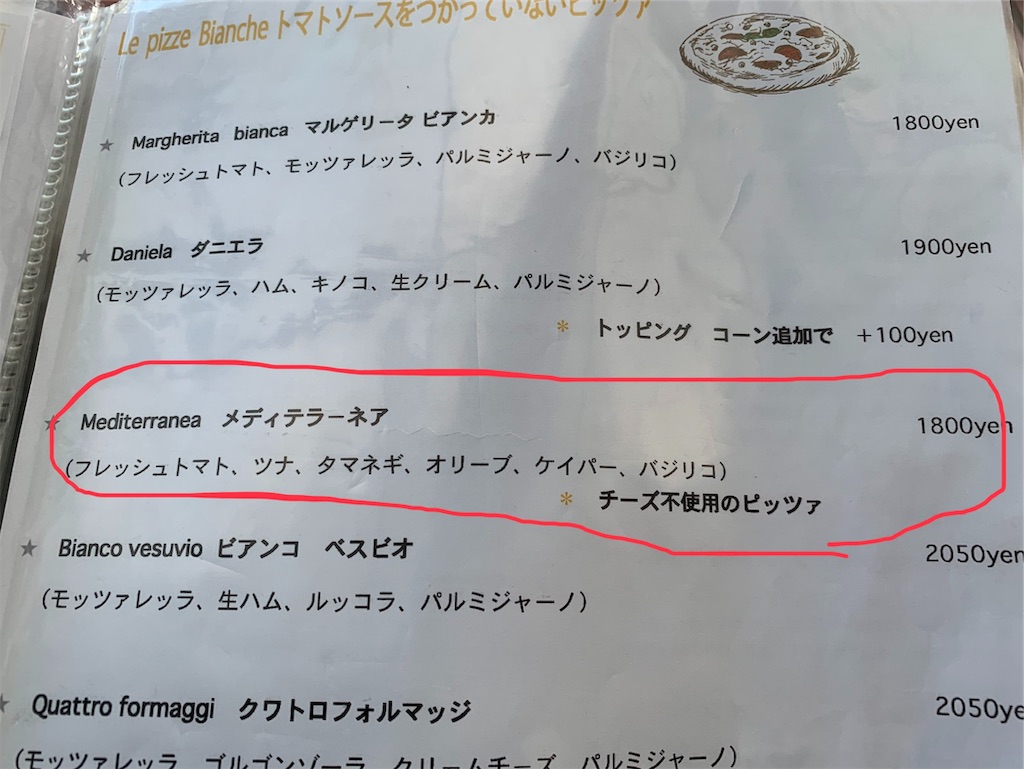 Le pizze Bianche トマトソースをつかっていないピッツァ
★ Margherita bianca マルゲリータ ビアンカ 1800yen
(フレッシュトマト、モッツァレッラ、パルミジャーノ、バジリコ)
★ Daniela ダニエラ 1900yen
(モッツァレッラ、ハム、キノコ、生クリーム、パルミジャーノ)
* トッピング コーン追加で +100yen
★ Mediterranea メディテラーネア 1800yen
(フレッシュトマト、ツナ、タマネギ、オリーブ、ケイパー、バジリコ)
* チーズ不使用のピッツァ
★ Bianco vesuvio ビアンコ ベスビオ 2050yen
(モッツァレッラ、生ハム、ルッコラ、パルミジャーノ)
★ Quattro formaggi クワトロフォルマッジ 2050ye
(モッツァレッラ、ゴルゴンゾーラ、クリームチーズ、パルミジャーノ)